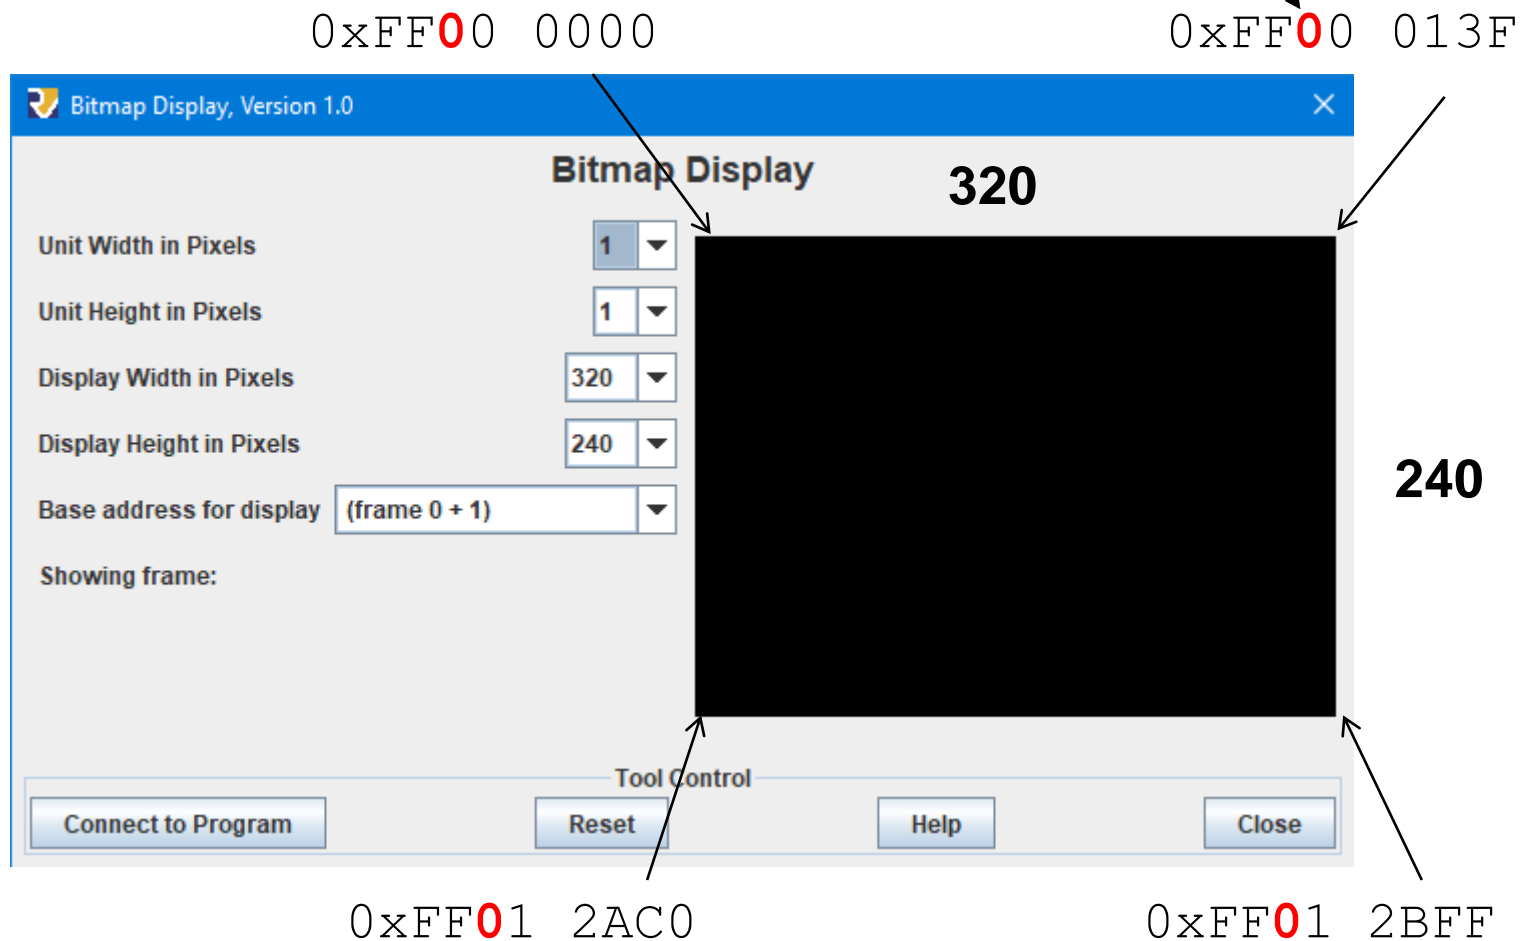 0xFF00 0000
0xFF00 013F
Bitmap Display, Version 1.0
Bitmap Display
320
Unit Width in Pixels 1
Unit Height in Pixels 1
Display Width in Pixels 320
Display Height in Pixels 240
240
Base address for display (frame 0 + 1)
Showing frame:
Tool Control
Connect to Program Reset Help Close
0xFF01 2AC0
0xFF01 2BFF